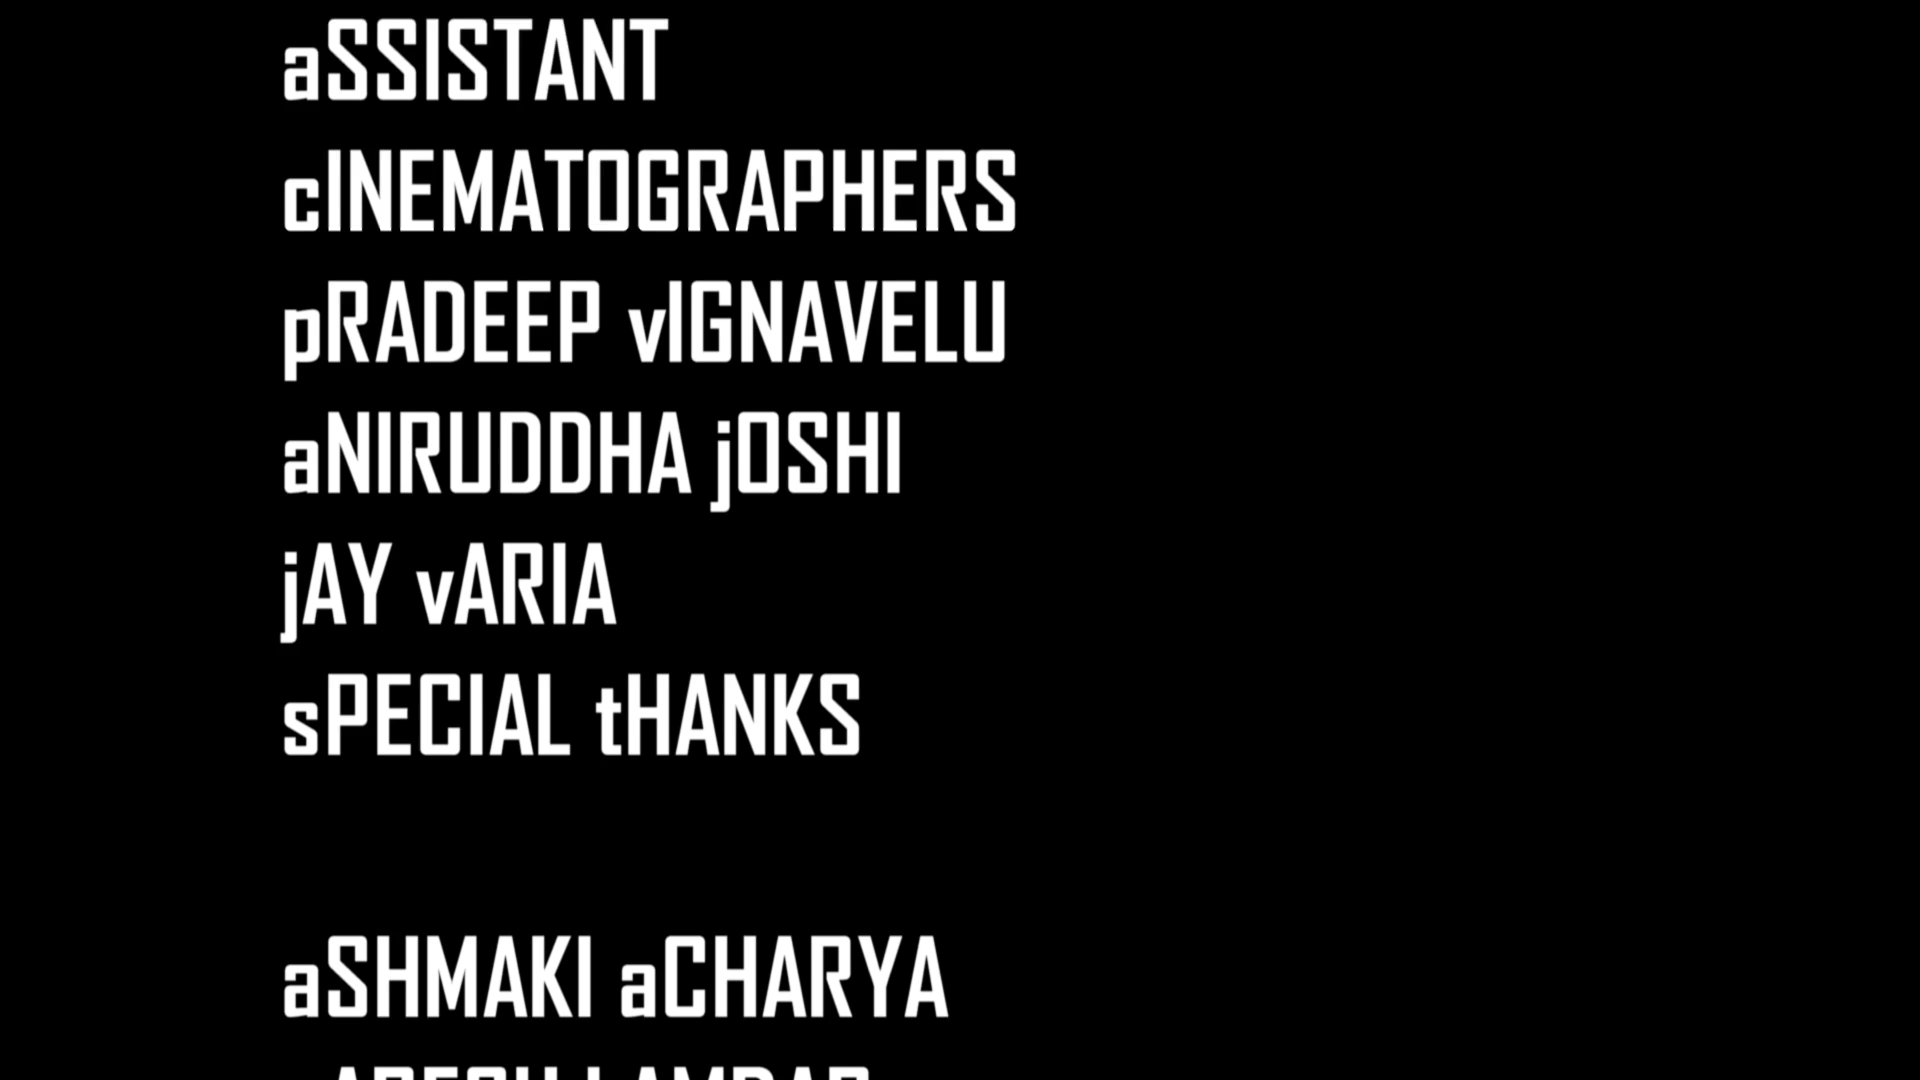 aSSISTANT
cINEMATOGRAPHERS
pRADEEP vIGNAVELU
aNIRUDDHA jOSHI
jAY vARIA
sPECIAL tHANKS
aSHMAKI aCHARYA